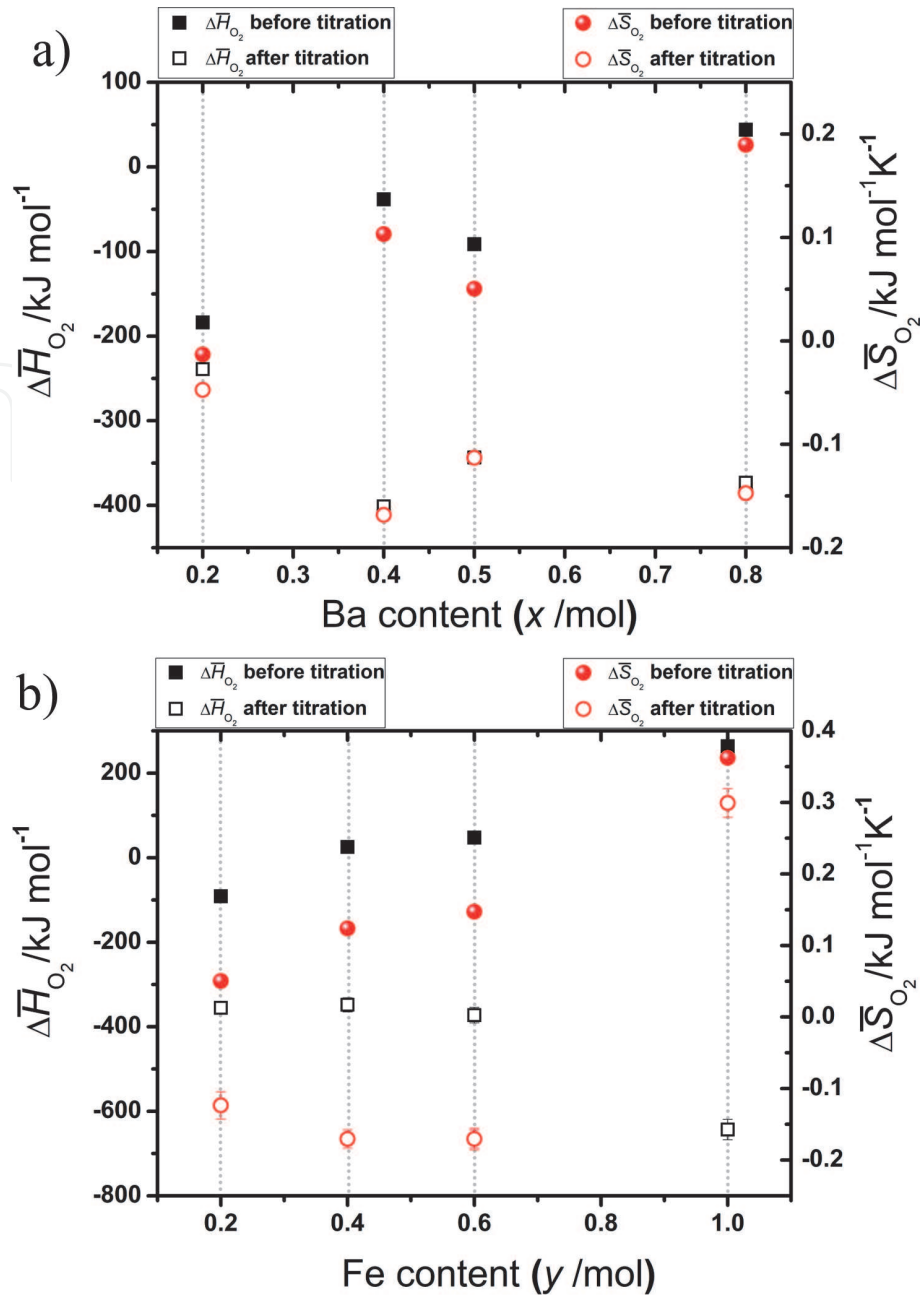 a)
ΔH̅O₂ before titration
ΔH̅O₂ after titration
ΔS̅O₂ before titration
ΔS̅O₂ after titration
100
0
-100
-200
-300
-400
ΔH̅O₂/kJ mol⁻¹
0.2
0.1
0.0
-0.1
-0.2
ΔS̅O₂/kJ mol⁻¹K⁻¹
0.2 0.3 0.4 0.5 0.6 0.7 0.8
Ba content (x /mol)
b)
ΔH̅O₂ before titration
ΔH̅O₂ after titration
ΔS̅O₂ before titration
ΔS̅O₂ after titration
200
0
-200
-400
-600
-800
ΔH̅O₂/kJ mol⁻¹
0.4
0.3
0.2
0.1
0.0
-0.1
-0.2
ΔS̅O₂/kJ mol⁻¹K⁻¹
0.2 0.4 0.6 0.8 1.0
Fe content (y /mol)